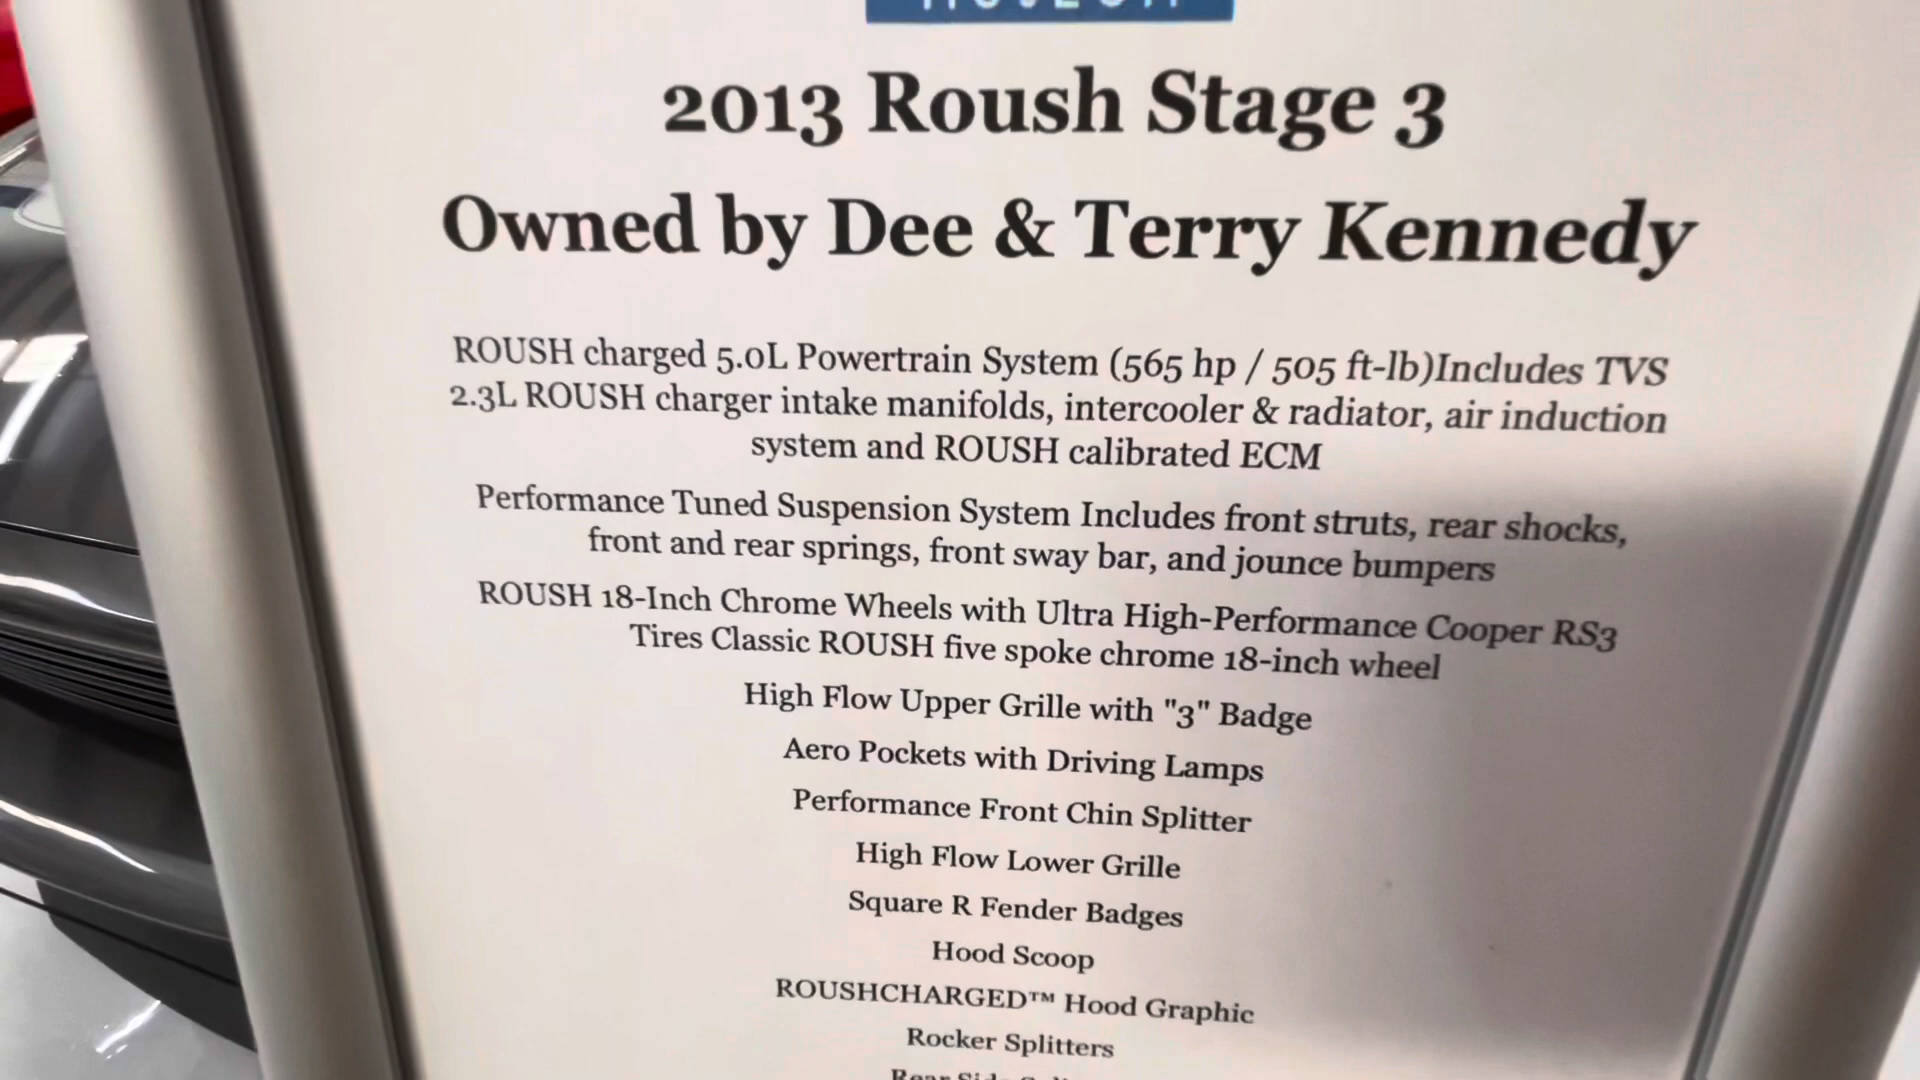 2013 Roush Stage 3
Owned by Dee & Terry Kennedy
ROUSH charged 5.0L Powertrain System (565 hp / 505 ft-lb)Includes TVS
2.3L ROUSH charger intake manifolds, intercooler & radiator, air induction
system and ROUSH calibrated ECM
Performance Tuned Suspension System Includes front struts, rear shocks,
front and rear springs, front sway bar, and jounce bumpers
ROUSH 18-Inch Chrome Wheels with Ultra High-Performance Cooper RS3
Tires Classic ROUSH five spoke chrome 18-inch wheel
High Flow Upper Grille with "3" Badge
Aero Pockets with Driving Lamps
Performance Front Chin Splitter
High Flow Lower Grille
Square R Fender Badges
Hood Scoop
ROUSHCHARGED™ Hood Graphic
Rocker Splitters
Rear Side